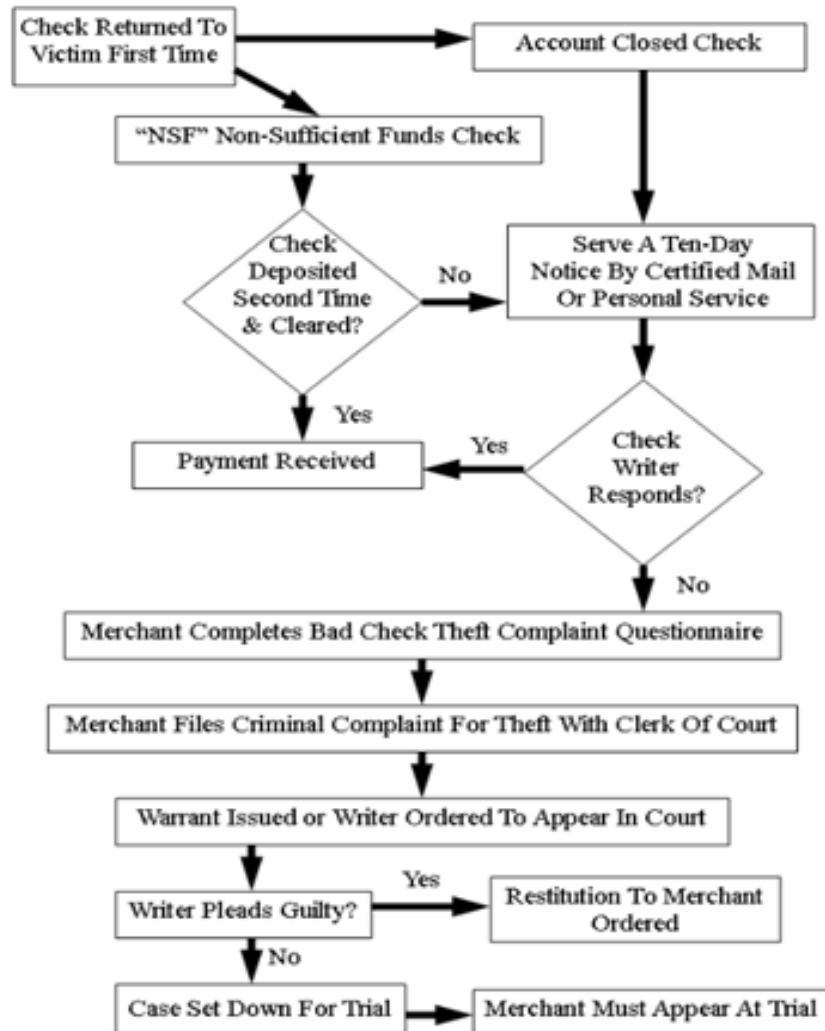 Check Returned To
Victim First Time
Account Closed Check
“NSF” Non-Sufficient Funds Check
Check
Deposited
Second Time
& Cleared?
No
Serve A Ten-Day
Notice By Certified Mail
Or Personal Service
Yes
Payment Received
Yes
Check
Writer
Responds?
No
Merchant Completes Bad Check Theft Complaint Questionnaire
Merchant Files Criminal Complaint For Theft With Clerk Of Court
Warrant Issued or Writer Ordered To Appear In Court
Writer Pleads Guilty?
Yes
Restitution To Merchant
Ordered
No
Case Set Down For Trial
Merchant Must Appear At Trial